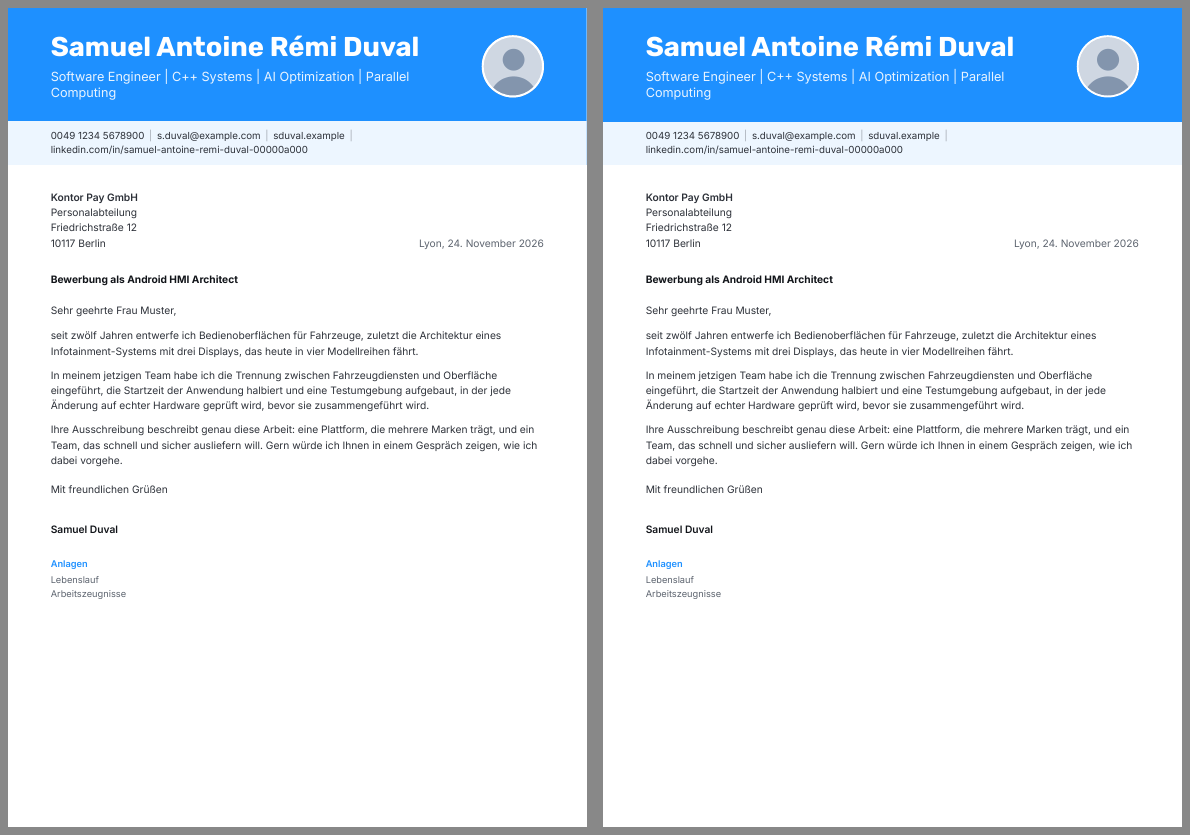 Samuel Antoine Rémi Duval
Software Engineer | C++ Systems | AI Optimization | Parallel
Computing
0049 1234 5678900 | s.duval@example.com | sduval.example |
linkedin.com/in/samuel-antoine-remi-duval-00000a000
Kontor Pay GmbH
Personalabteilung
Friedrichstraße 12
10117 Berlin
Lyon, 24. November 2026
Bewerbung als Android HMI Architect
Sehr geehrte Frau Muster,
seit zwölf Jahren entwerfe ich Bedienoberflächen für Fahrzeuge, zuletzt die Architektur eines
Infotainment-Systems mit drei Displays, das heute in vier Modellreihen fährt.
In meinem jetzigen Team habe ich die Trennung zwischen Fahrzeugdiensten und Oberfläche
eingeführt, die Startzeit der Anwendung halbiert und eine Testumgebung aufgebaut, in der jede
Änderung auf echter Hardware geprüft wird, bevor sie zusammengeführt wird.
Ihre Ausschreibung beschreibt genau diese Arbeit: eine Plattform, die mehrere Marken trägt, und ein
Team, das schnell und sicher ausliefern will. Gern würde ich Ihnen in einem Gespräch zeigen, wie ich
dabei vorgehe.
Mit freundlichen Grüßen
Samuel Duval
Anlagen
Lebenslauf
Arbeitszeugnisse
Samuel Antoine Rémi Duval
Software Engineer | C++ Systems | AI Optimization | Parallel
Computing
0049 1234 5678900 | s.duval@example.com | sduval.example |
linkedin.com/in/samuel-antoine-remi-duval-00000a000
Kontor Pay GmbH
Personalabteilung
Friedrichstraße 12
10117 Berlin
Lyon, 24. November 2026
Bewerbung als Android HMI Architect
Sehr geehrte Frau Muster,
seit zwölf Jahren entwerfe ich Bedienoberflächen für Fahrzeuge, zuletzt die Architektur eines
Infotainment-Systems mit drei Displays, das heute in vier Modellreihen fährt.
In meinem jetzigen Team habe ich die Trennung zwischen Fahrzeugdiensten und Oberfläche
eingeführt, die Startzeit der Anwendung halbiert und eine Testumgebung aufgebaut, in der jede
Änderung auf echter Hardware geprüft wird, bevor sie zusammengeführt wird.
Ihre Ausschreibung beschreibt genau diese Arbeit: eine Plattform, die mehrere Marken trägt, und ein
Team, das schnell und sicher ausliefern will. Gern würde ich Ihnen in einem Gespräch zeigen, wie ich
dabei vorgehe.
Mit freundlichen Grüßen
Samuel Duval
Anlagen
Lebenslauf
Arbeitszeugnisse